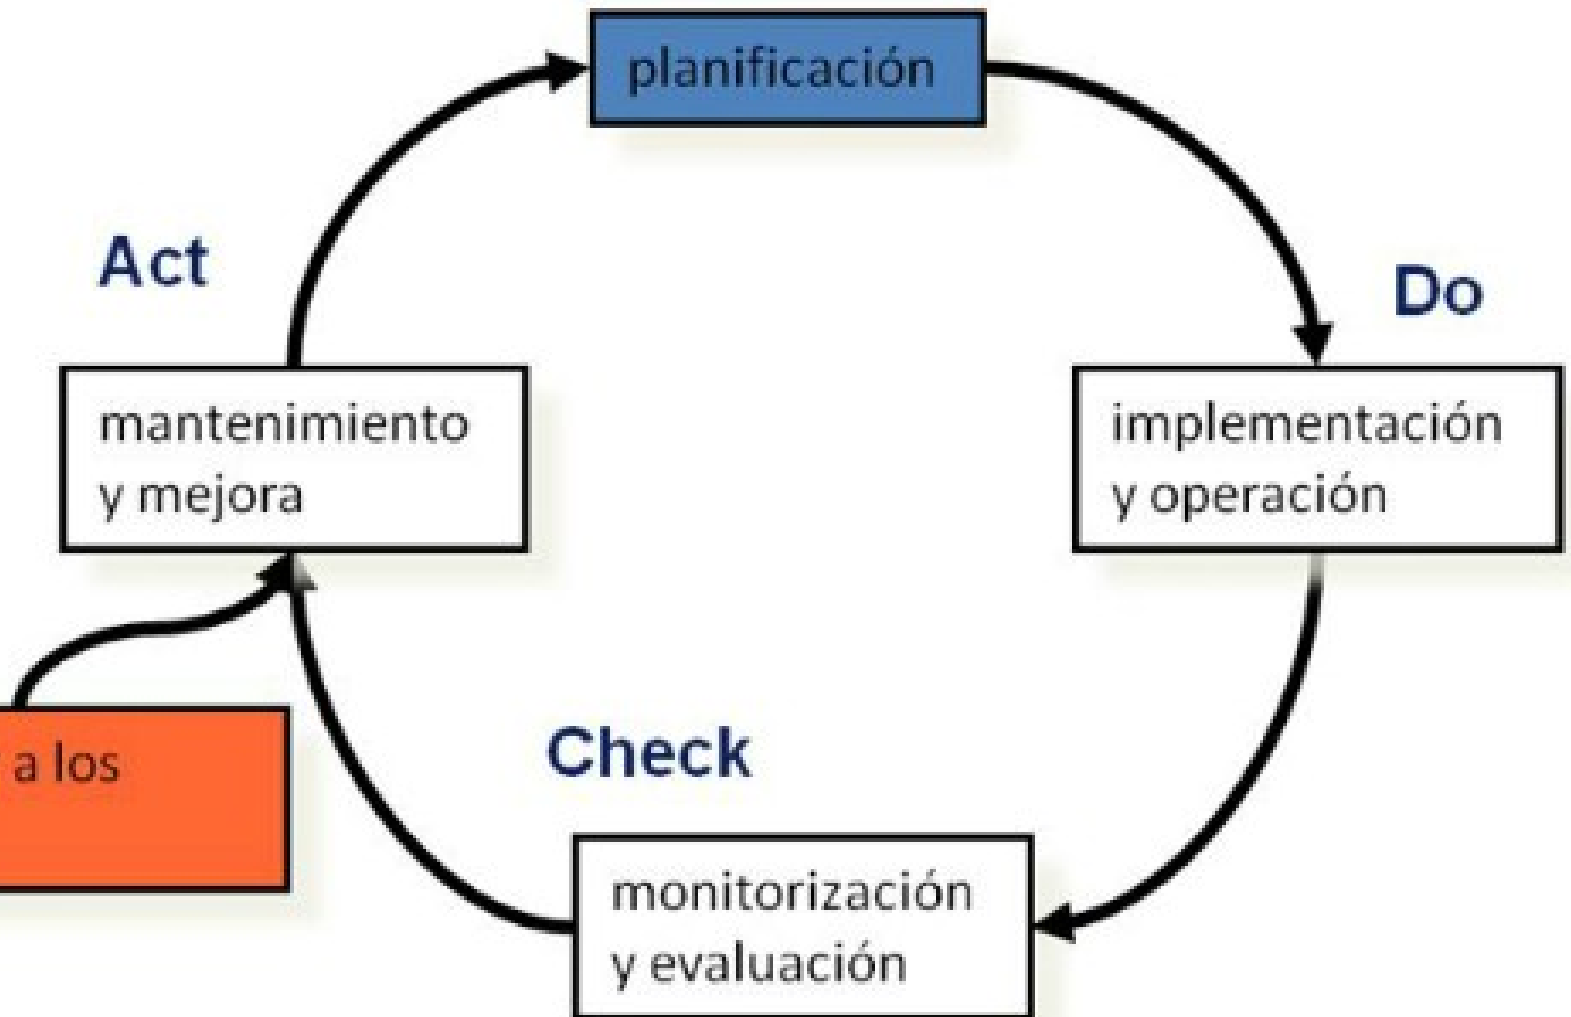 planificación
Act
Do
mantenimiento
y mejora
implementación
y operación
a los
Check
monitorización
y evaluación